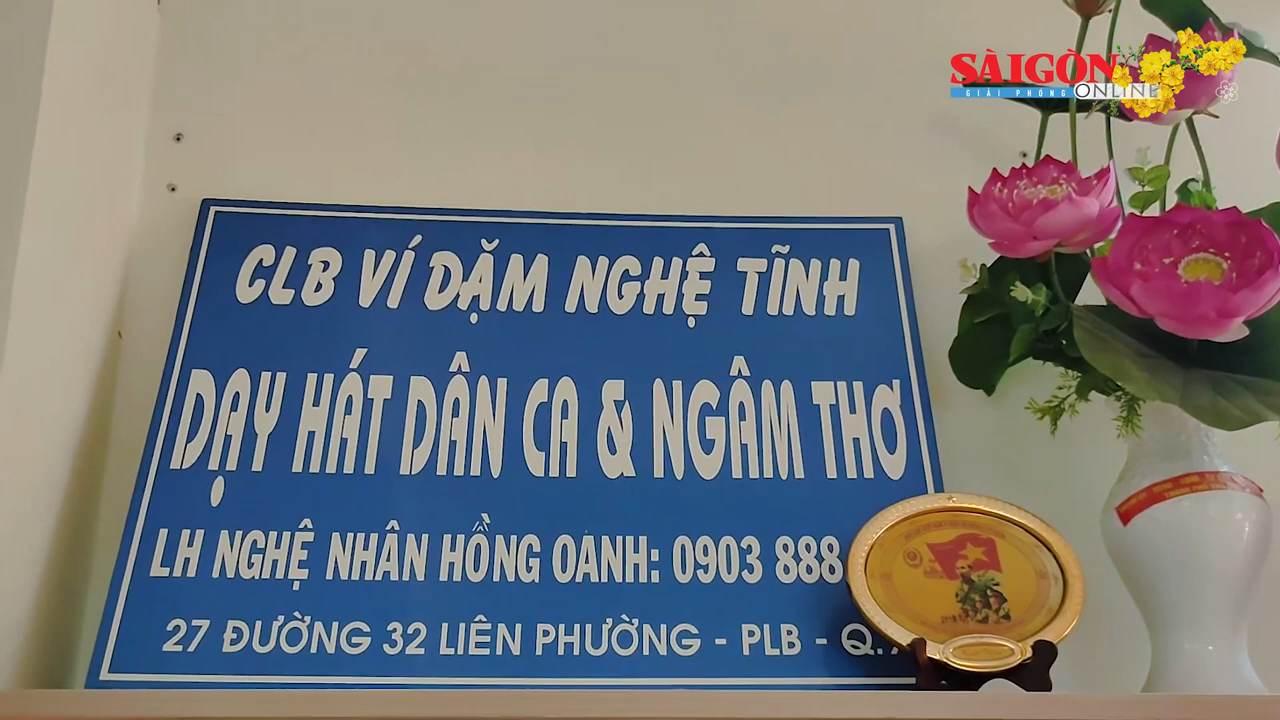 SÀIGÒN
GIẢI PHÓNG ONLINE
CLB VÍ DẶM NGHỆ TĨNH
DẠY HÁT DÂN CA & NGÂM THƠ
LH NGHỆ NHÂN HỒNG OANH: 0903 888
27 ĐƯỜNG 32 LIÊN PHƯỜNG - PLB - Q.